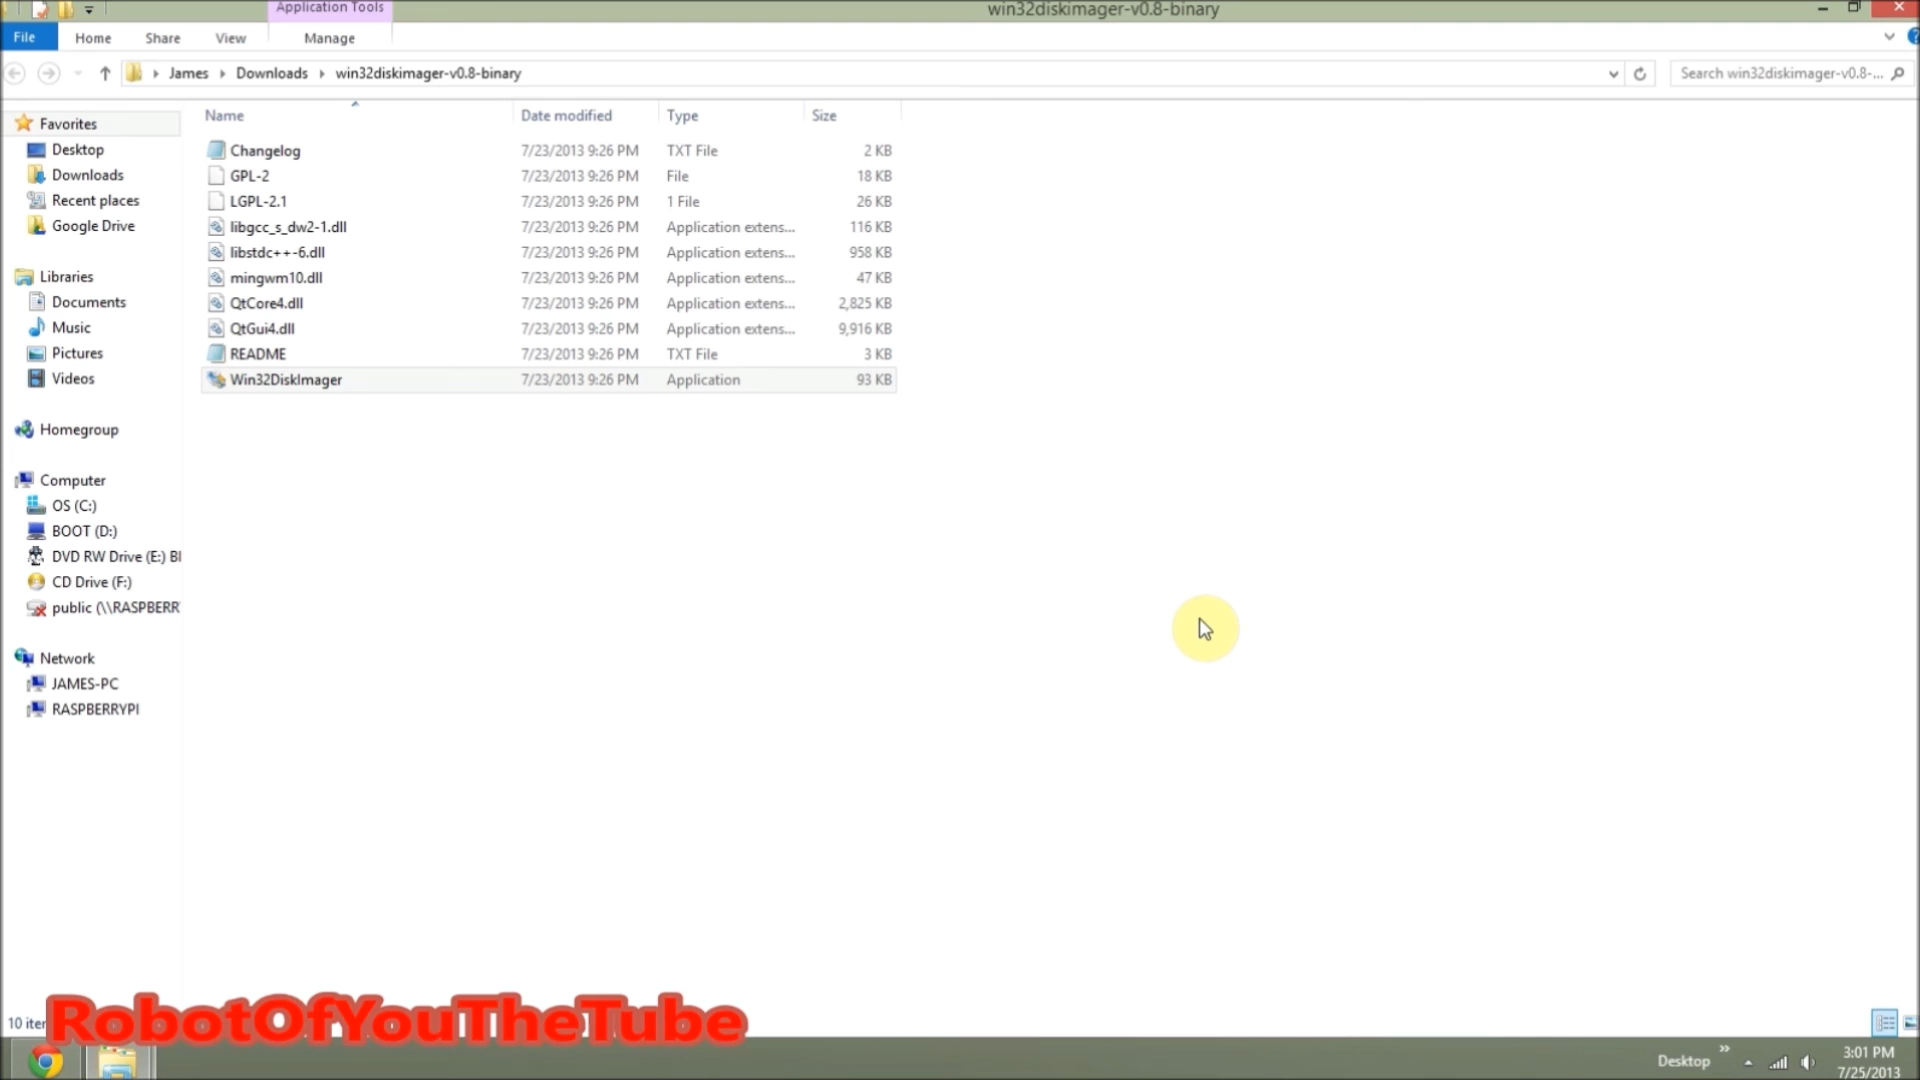 Application Tools
win32diskimager-v0.8-binary
File Home Share View Manage
James Downloads win32diskimager-v0.8-binary
Search win32diskimager-v0.8-...
Name Date modified Type Size
Favorites
Desktop
Downloads
Recent places
Google Drive
Libraries
Documents
Music
Pictures
Videos
Homegroup
Computer
OS (C:)
BOOT (D:)
DVD RW Drive (E:) BI
CD Drive (F:)
public (\\RASPBERR
Network
JAMES-PC
RASPBERRYPI
Changelog 7/23/2013 9:26 PM TXT File 2 KB
GPL-2 7/23/2013 9:26 PM File 18 KB
LGPL-2.1 7/23/2013 9:26 PM 1 File 26 KB
libgcc_s_dw2-1.dll 7/23/2013 9:26 PM Application extens... 116 KB
libstdc++-6.dll 7/23/2013 9:26 PM Application extens... 958 KB
mingwm10.dll 7/23/2013 9:26 PM Application extens... 47 KB
QtCore4.dll 7/23/2013 9:26 PM Application extens... 2,825 KB
QtGui4.dll 7/23/2013 9:26 PM Application extens... 9,916 KB
README 7/23/2013 9:26 PM TXT File 3 KB
Win32DiskImager 7/23/2013 9:26 PM Application 93 KB
10 iter
RobotOfYouTheTube
Desktop
3:01 PM
7/25/2013